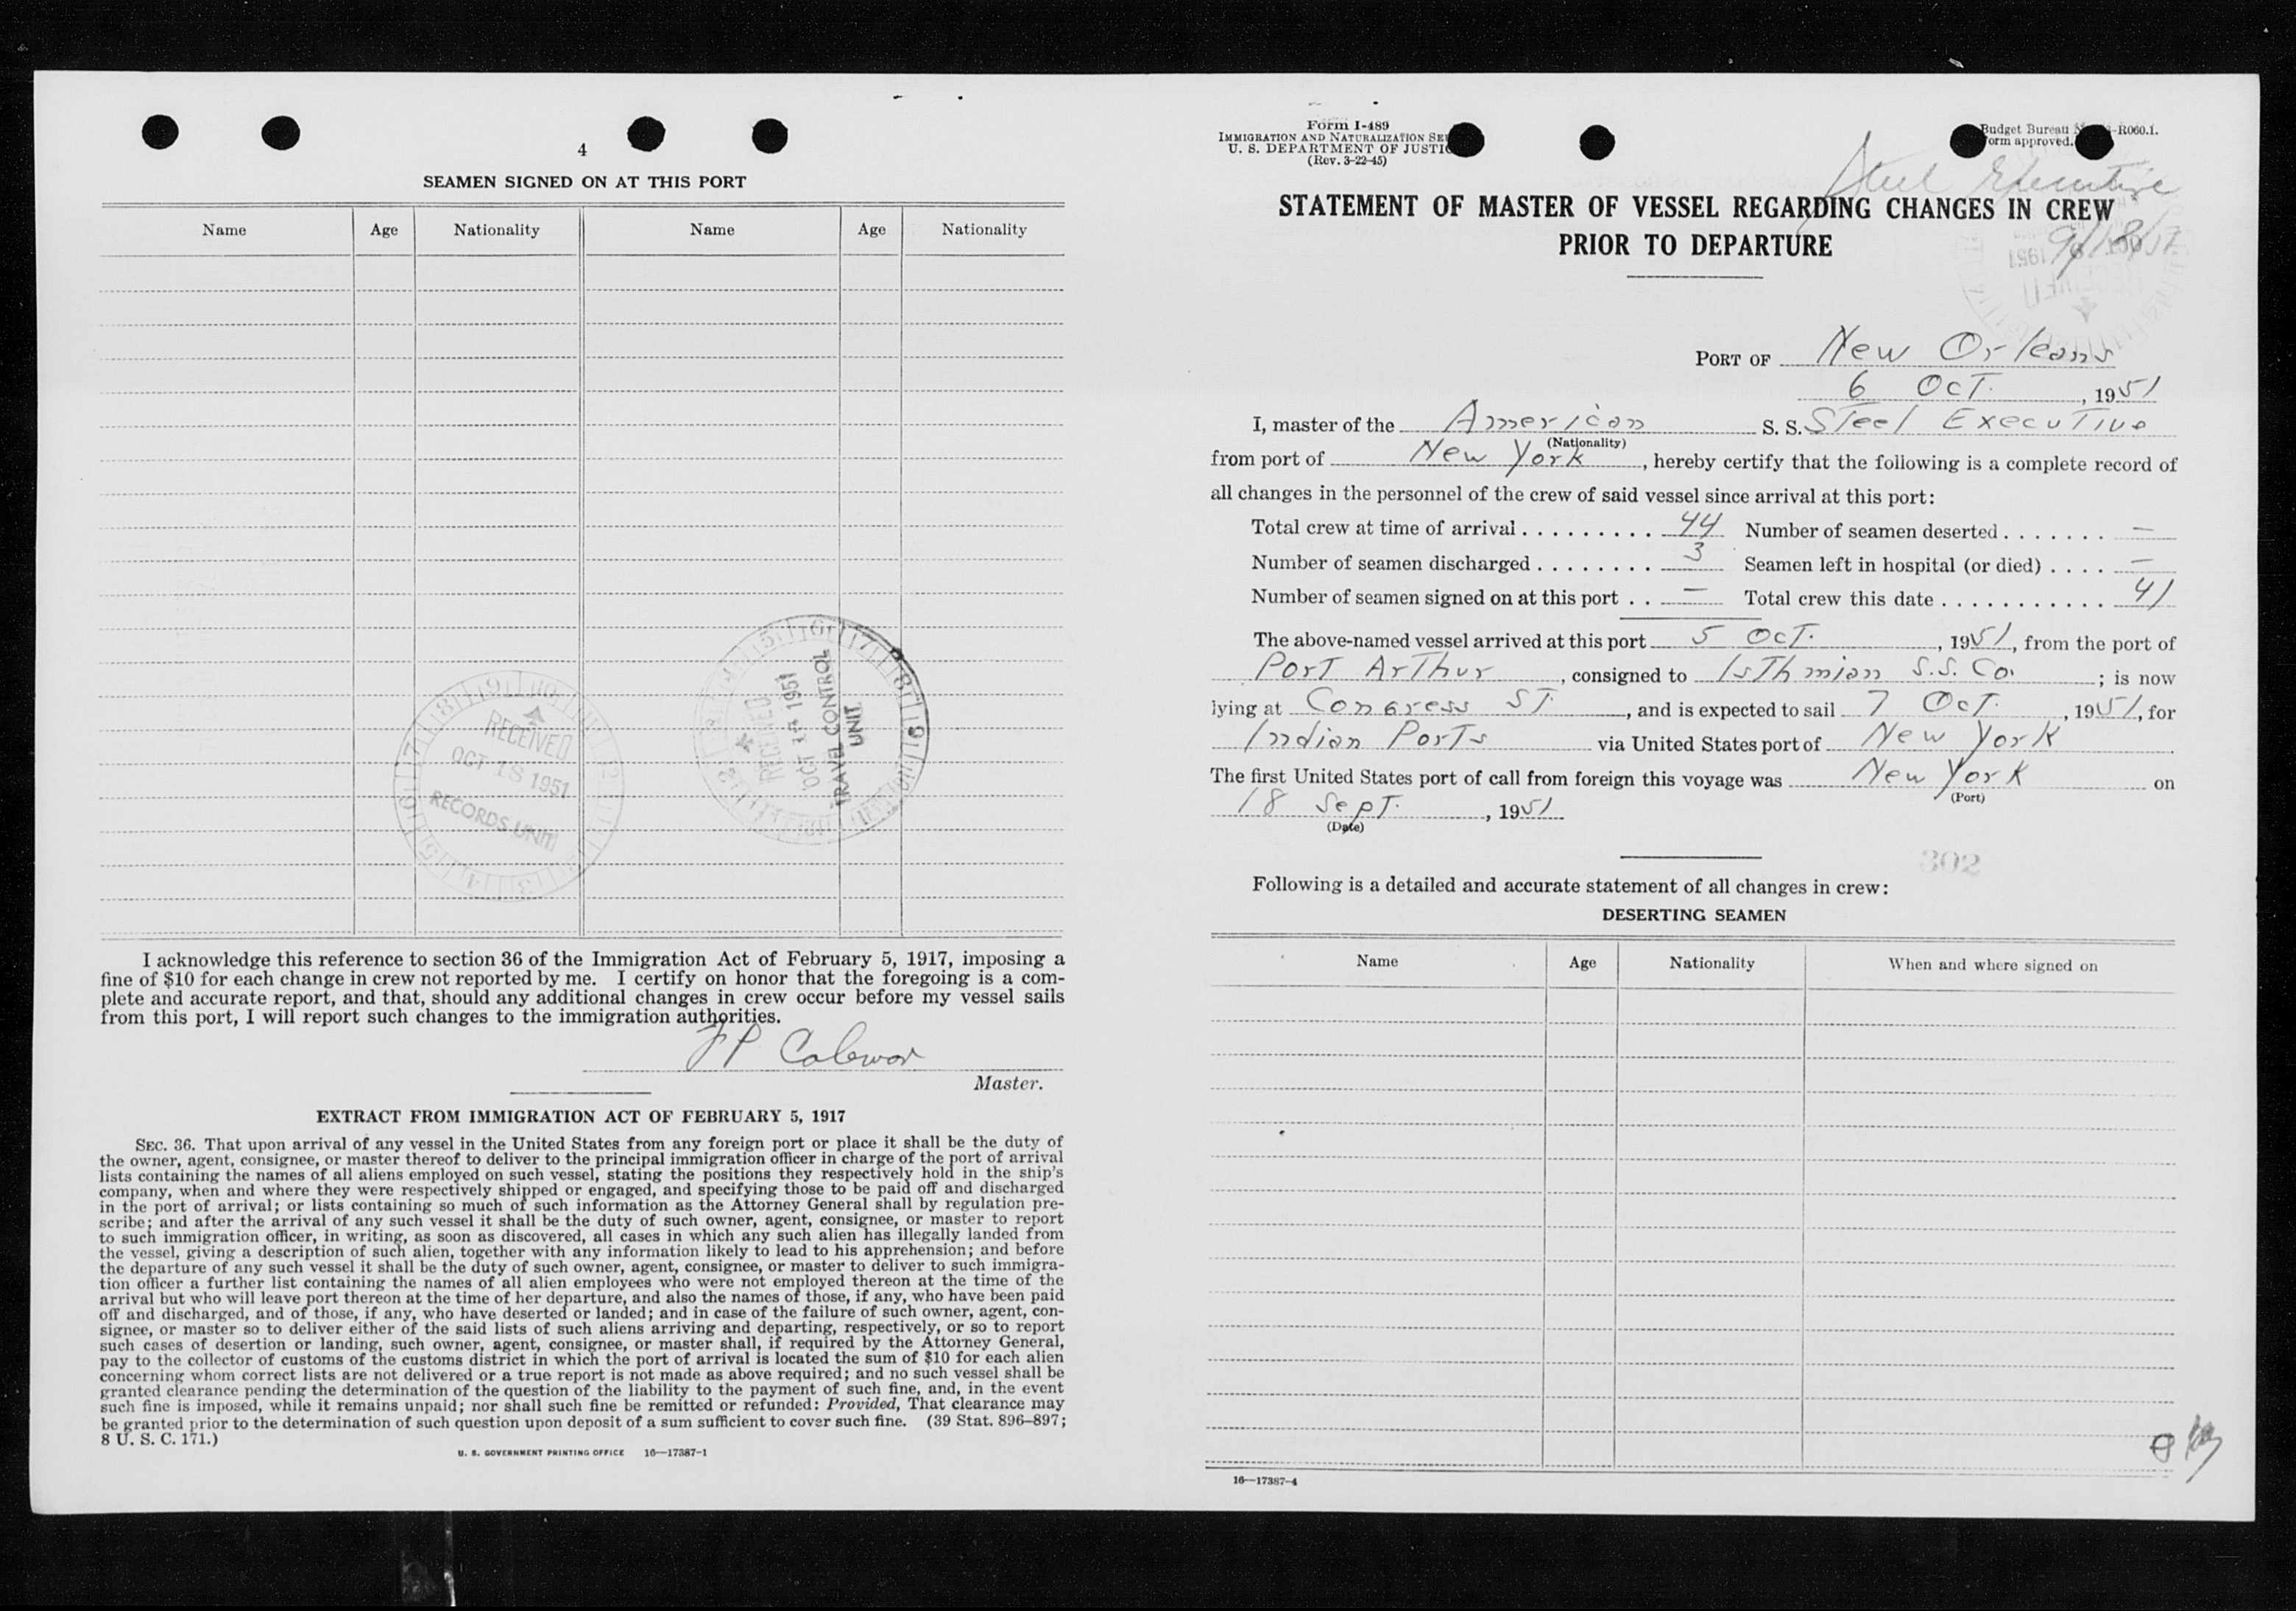 4
SEAMEN SIGNED ON AT THIS PORT
Name Age Nationality Name Age Nationality
RECEIVED
OCT 18 1951
RECORDS UNIT
RECEIVED
OCT 1951
TRAVEL CONTROL
UNIT
I acknowledge this reference to section 36 of the Immigration Act of February 5, 1917, imposing a
fine of $10 for each change in crew not reported by me. I certify on honor that the foregoing is a com-
plete and accurate report, and that, should any additional changes in crew occur before my vessel sails
from this port, I will report such changes to the immigration authorities.
Master.
EXTRACT FROM IMMIGRATION ACT OF FEBRUARY 5, 1917
SEC. 36. That upon arrival of any vessel in the United States from any foreign port or place it shall be the duty of
the owner, agent, consignee, or master thereof to deliver to the principal immigration officer in charge of the port of arrival
lists containing the names of all aliens employed on such vessel, stating the positions they respectively hold in the ship's
company, when and where they were respectively shipped or engaged, and specifying those to be paid off and discharged
in the port of arrival; or lists containing so much of such information as the Attorney General shall by regulation pre-
scribe; and after the arrival of any such vessel it shall be the duty of such owner, agent, consignee, or master to report
to such immigration officer, in writing, as soon as discovered, all cases in which any such alien has illegally landed from
the vessel, giving a description of such alien, together with any information likely to lead to his apprehension; and before
the departure of any such vessel it shall be the duty of such owner, agent, consignee, or master to deliver to such immigra-
tion officer a further list containing the names of all alien employees who were not employed thereon at the time of the
arrival but who will leave port thereon at the time of her departure, and also the names of those, if any, who have been paid
off and discharged, and of those, if any, who have deserted or landed; and in case of the failure of such owner, agent, con-
signee, or master so to deliver either of the said lists of such aliens arriving and departing, respectively, or so to report
such cases of desertion or landing, such owner, agent, consignee, or master shall, if required by the Attorney General,
pay to the collector of customs of the customs district in which the port of arrival is located the sum of $10 for each alien
concerning whom correct lists are not delivered or a true report is not made as above required; and no such vessel shall be
granted clearance pending the determination of the question of the liability to the payment of such fine, and, in the event
such fine is imposed, while it remains unpaid; nor shall such fine be remitted or refunded: Provided, That clearance may
be granted prior to the determination of such question upon deposit of a sum sufficient to cover such fine. (39 Stat. 896–897;
8 U. S. C. 171.)
U. S. GOVERNMENT PRINTING OFFICE 16—17387-1
Form I-489
IMMIGRATION AND NATURALIZATION SE
U. S. DEPARTMENT OF JUSTIC
(Rev. 3-22-45)
Budget Bureau -R060.1.
orm approved.
Steel Executive
STATEMENT OF MASTER OF VESSEL REGARDING CHANGES IN CREW
PRIOR TO DEPARTURE
9/18/51
PORT OF New Orleans
6 Oct. , 1951
I, master of the American S. S. Steel Executive
(Nationality)
from port of New York , hereby certify that the following is a complete record of
all changes in the personnel of the crew of said vessel since arrival at this port:
Total crew at time of arrival . . . . . . . . . 44 Number of seamen deserted . . . . . . . —
Number of seamen discharged . . . . . . . . 3 Seamen left in hospital (or died) . . . . —
Number of seamen signed on at this port . . — Total crew this date . . . . . . . . . . . 41
The above-named vessel arrived at this port 5 Oct. , 1951, from the port of
Port Arthur , consigned to Isthmian S.S. Co. ; is now
lying at Congress St. , and is expected to sail 7 Oct. , 1951, for
Indian Ports via United States port of New York
The first United States port of call from foreign this voyage was New York on
(Port)
18 Sept. , 1951
(Date)
302
Following is a detailed and accurate statement of all changes in crew:
DESERTING SEAMEN
Name Age Nationality When and where signed on
16—17387-4